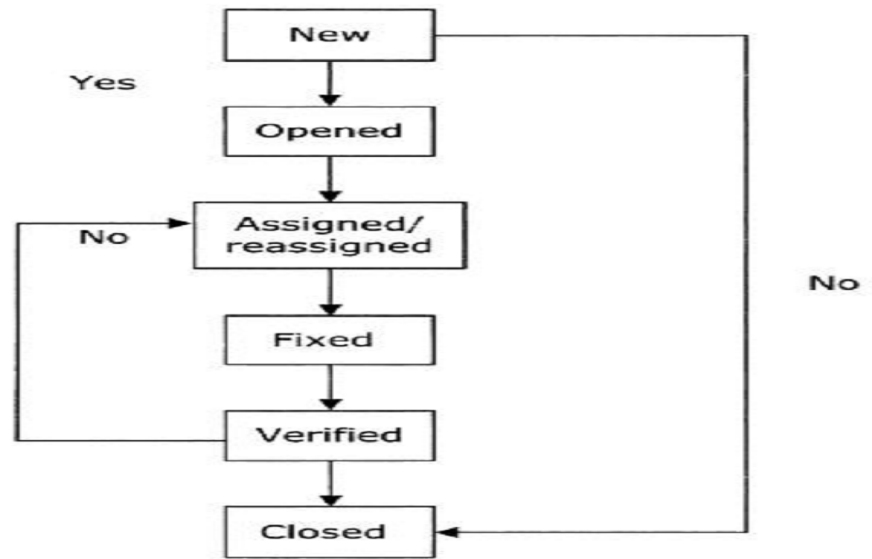 New
Yes
Opened
Assigned/
reassigned
No
No
Fixed
Verified
Closed